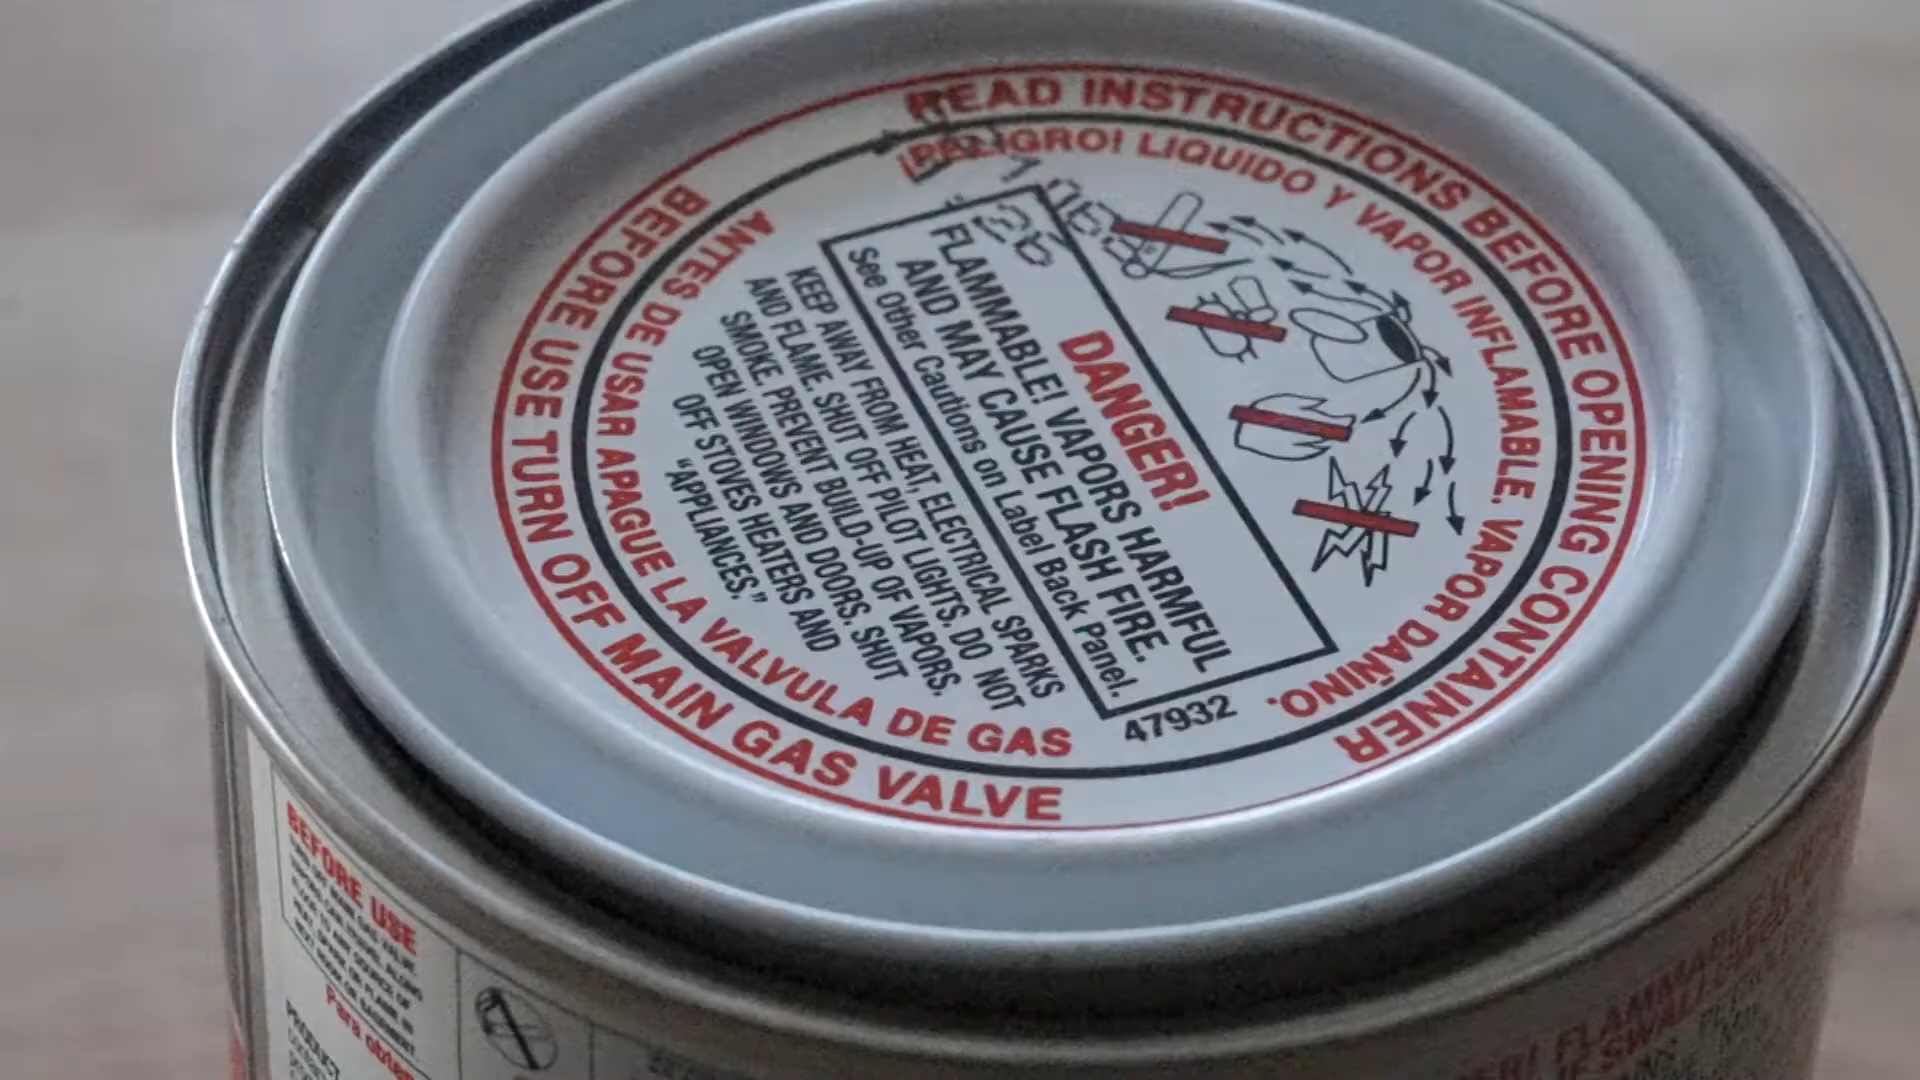 READ INSTRUCTIONS BEFORE OPENING CONTAINER
¡PELIGRO! LIQUIDO Y VAPOR INFLAMABLE. VAPOR DAÑINO.
BEFORE USE TURN OFF MAIN GAS VALVE
ANTES DE USAR APAGUE LA VALVULA DE GAS
DANGER!
FLAMMABLE! VAPORS HARMFUL
AND MAY CAUSE FLASH FIRE.
See Other Cautions on Label Back Panel.
KEEP AWAY FROM HEAT, ELECTRICAL SPARKS
AND FLAME. SHUT OFF PILOT LIGHTS. DO NOT
SMOKE. PREVENT BUILD-UP OF VAPORS.
OPEN WINDOWS AND DOORS. SHUT
OFF STOVES HEATERS AND
“APPLIANCES.”
47932
BEFORE USE
Para obten
PRODUCT